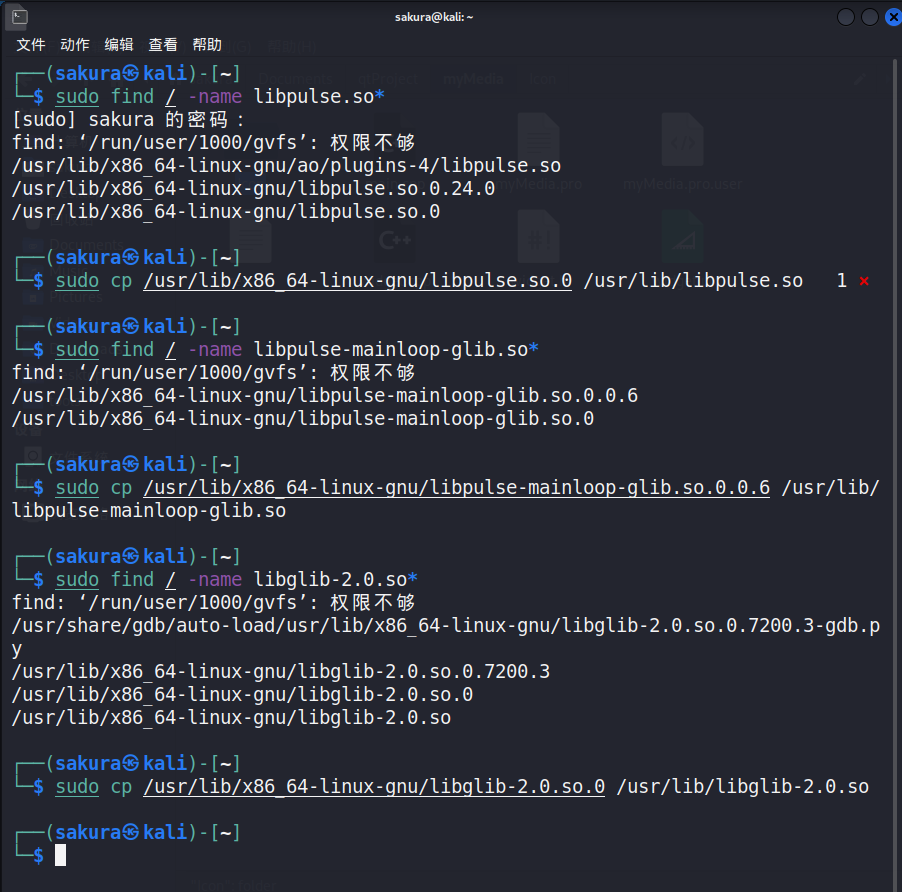 sakura@kali: ~
文件 动作 编辑 查看 帮助
┌──(sakura㉿kali)-[~]
└─$ sudo find / -name libpulse.so*
[sudo] sakura 的密码：
find: ‘/run/user/1000/gvfs’: 权限不够
/usr/lib/x86_64-linux-gnu/ao/plugins-4/libpulse.so
/usr/lib/x86_64-linux-gnu/libpulse.so.0.24.0
/usr/lib/x86_64-linux-gnu/libpulse.so.0
┌──(sakura㉿kali)-[~]
└─$ sudo cp /usr/lib/x86_64-linux-gnu/libpulse.so.0 /usr/lib/libpulse.so 1 ⨯
┌──(sakura㉿kali)-[~]
└─$ sudo find / -name libpulse-mainloop-glib.so*
find: ‘/run/user/1000/gvfs’: 权限不够
/usr/lib/x86_64-linux-gnu/libpulse-mainloop-glib.so.0.0.6
/usr/lib/x86_64-linux-gnu/libpulse-mainloop-glib.so.0
┌──(sakura㉿kali)-[~]
└─$ sudo cp /usr/lib/x86_64-linux-gnu/libpulse-mainloop-glib.so.0.0.6 /usr/lib/
libpulse-mainloop-glib.so
┌──(sakura㉿kali)-[~]
└─$ sudo find / -name libglib-2.0.so*
find: ‘/run/user/1000/gvfs’: 权限不够
/usr/share/gdb/auto-load/usr/lib/x86_64-linux-gnu/libglib-2.0.so.0.7200.3-gdb.p
y
/usr/lib/x86_64-linux-gnu/libglib-2.0.so.0.7200.3
/usr/lib/x86_64-linux-gnu/libglib-2.0.so.0
/usr/lib/x86_64-linux-gnu/libglib-2.0.so
┌──(sakura㉿kali)-[~]
└─$ sudo cp /usr/lib/x86_64-linux-gnu/libglib-2.0.so.0 /usr/lib/libglib-2.0.so
┌──(sakura㉿kali)-[~]
└─$